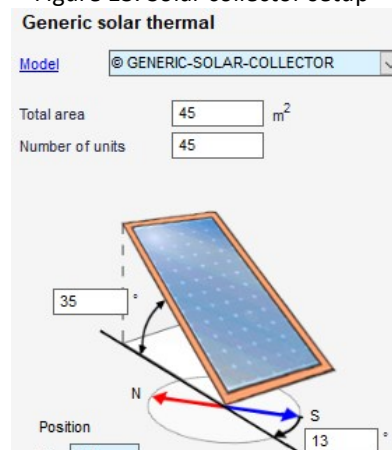 Generic solar thermal
Model © GENERIC-SOLAR-COLLECTOR
Total area 45 m²
Number of units 45
35 °
N
S
Position
13 °